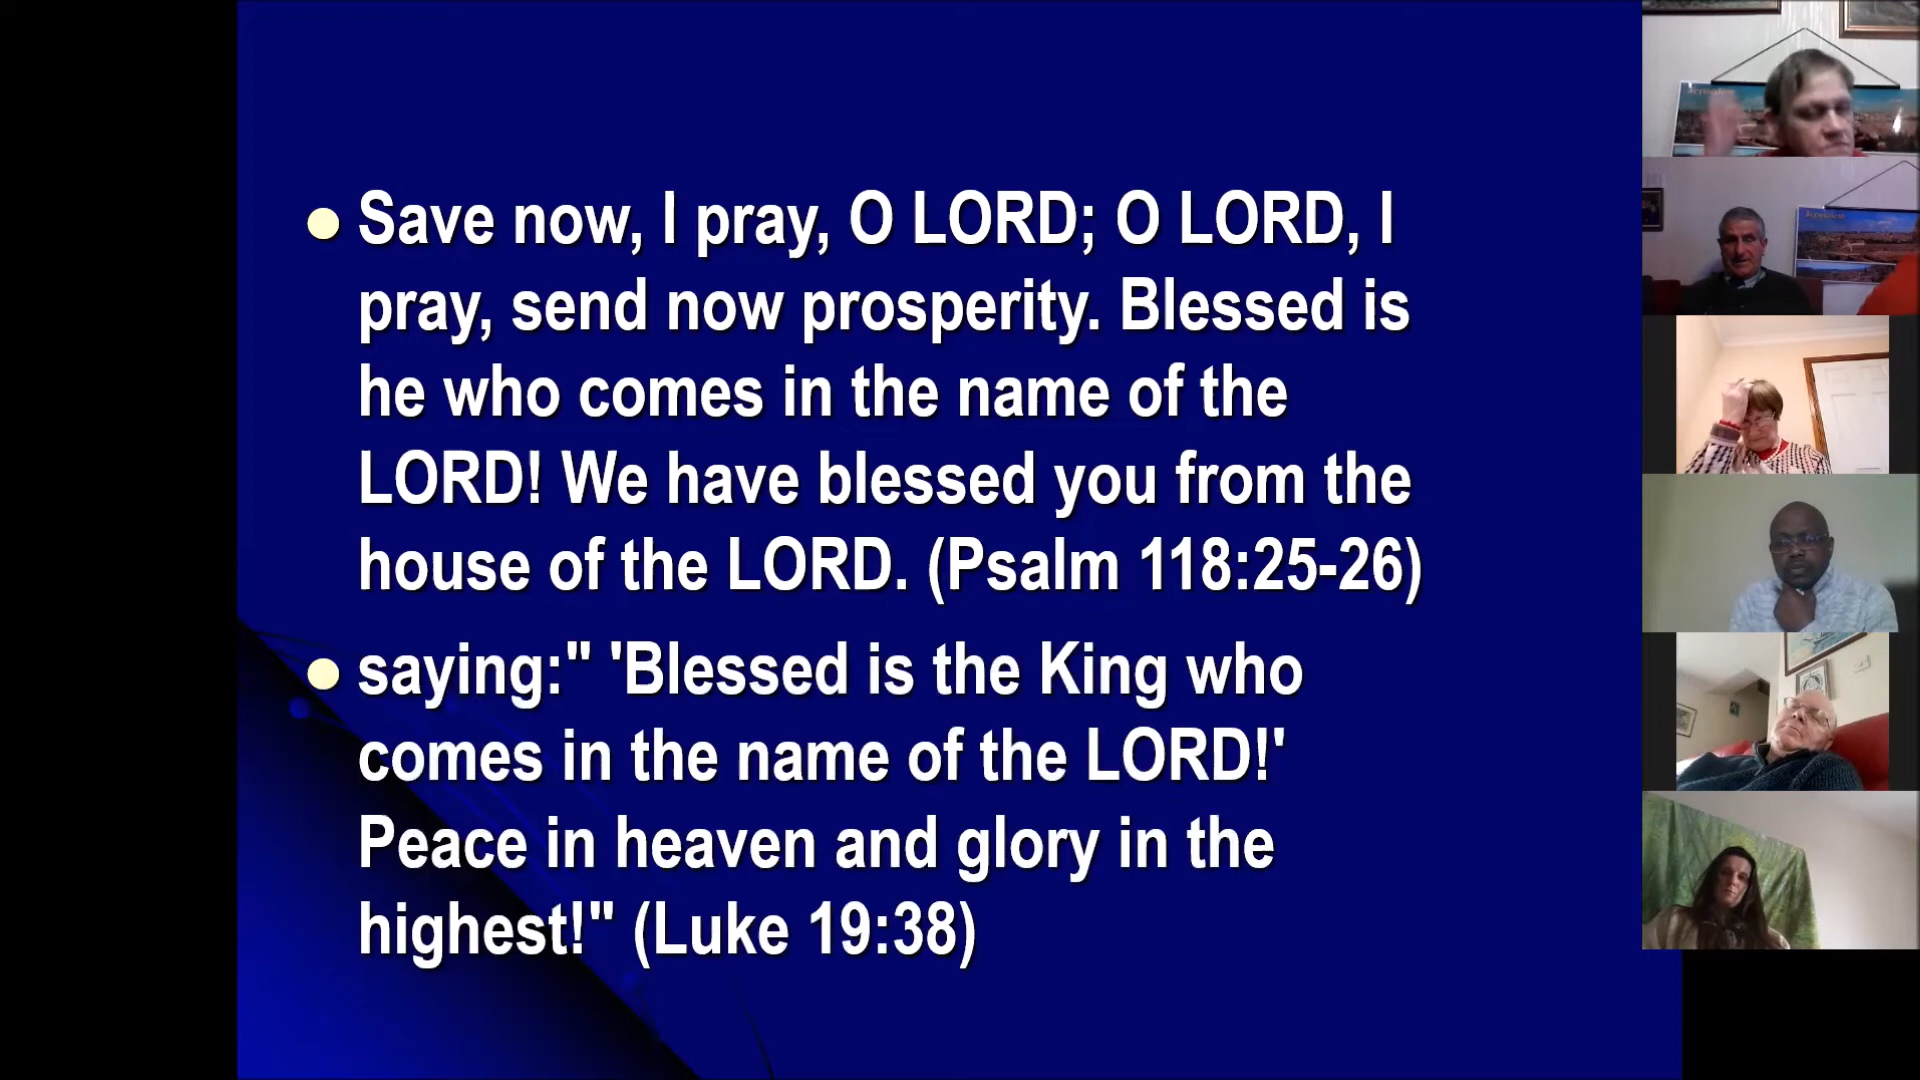 Save now, I pray, O LORD; O LORD, I
pray, send now prosperity. Blessed is
he who comes in the name of the
LORD! We have blessed you from the
house of the LORD. (Psalm 118:25-26)
saying:" 'Blessed is the King who
comes in the name of the LORD!'
Peace in heaven and glory in the
highest!" (Luke 19:38)
Jerusalem
Jerusalem